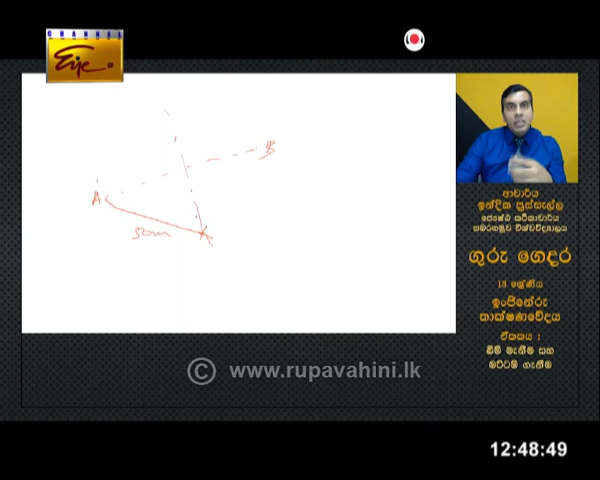 CHANNEL
Eye
B
A
50m
ආචාර්ය
ඉන්දික පුස්සැල්ල
ජ්‍යෙෂ්ඨ කථිකාචාර්ය
සබරගමුව විශ්වවිද්‍යාලය
ගුරු ගෙදර
13 ශ්‍රේණිය
ඉංජිනේරු
තාක්ෂණවේදය
ඒකකය :
බිම් මැනීම සහ
මට්ටම් ගැනීම
© www.rupavahini.lk
12:48:49